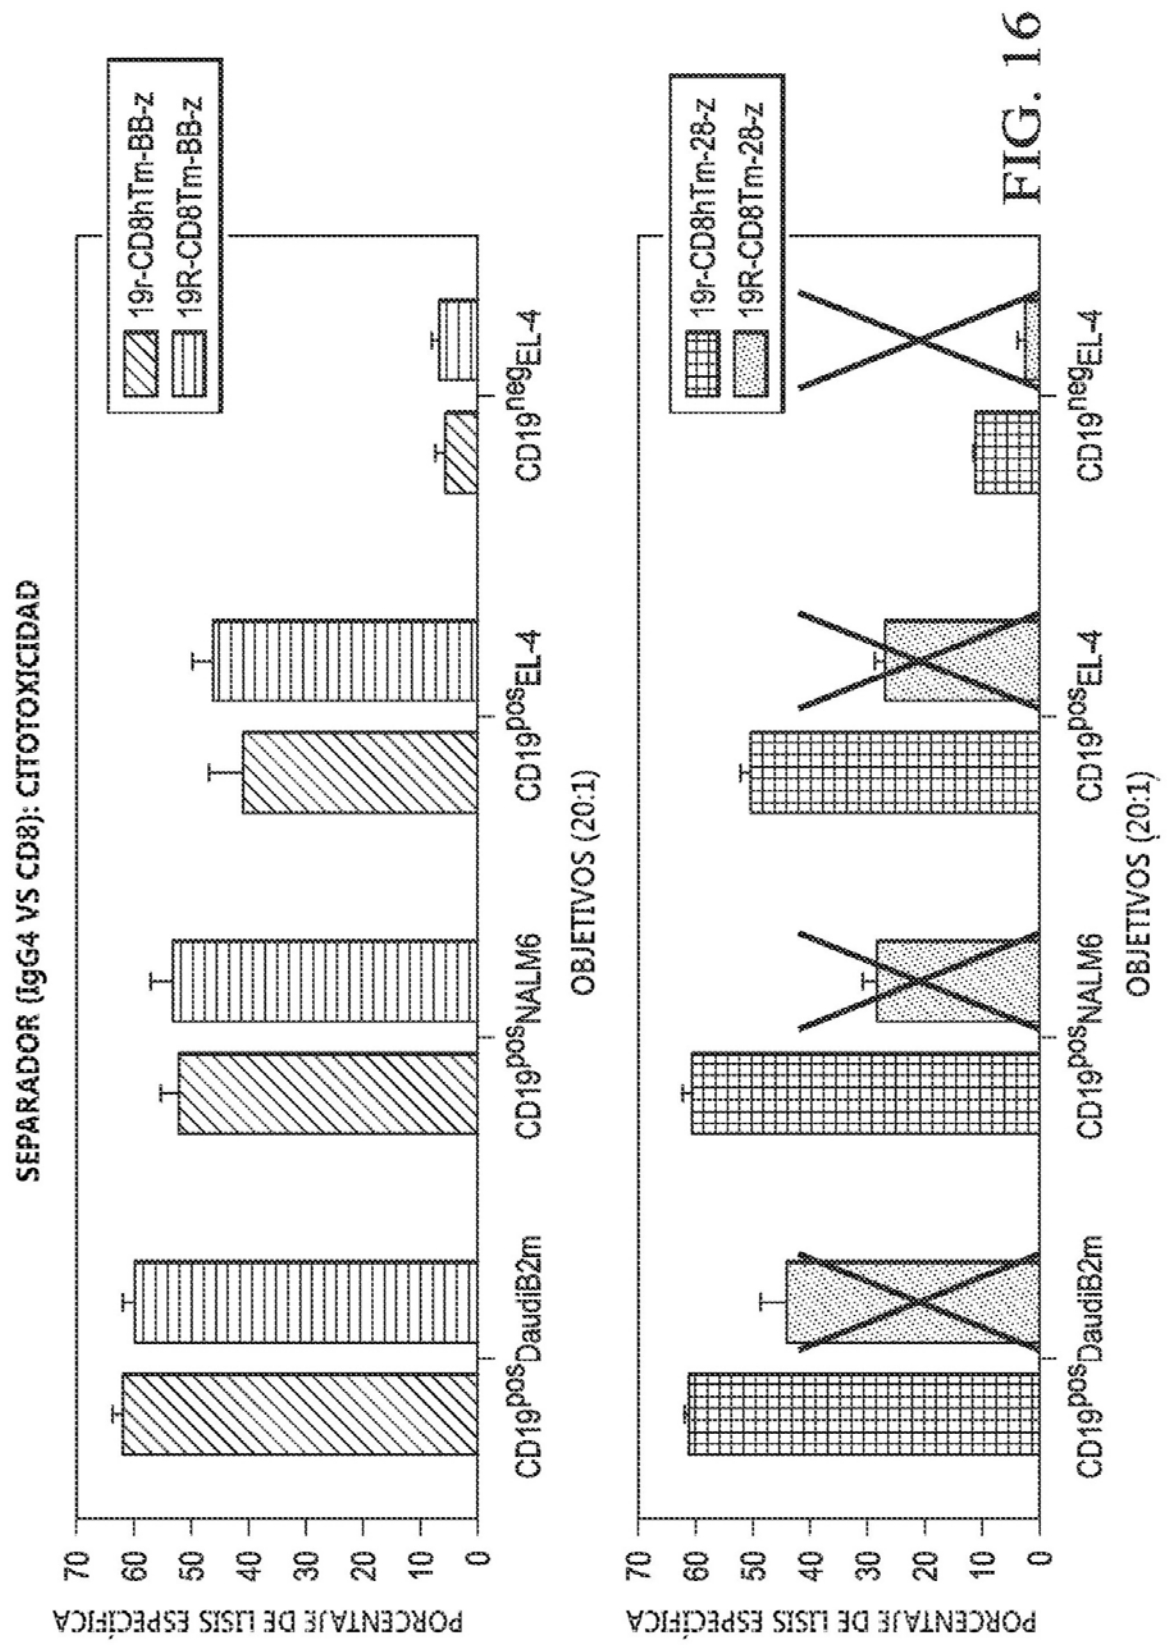 SEPARADOR (IgG4 VS CD8): CITOTOXICIDAD
PORCENTAJE DE LISIS ESPECÍFICA
70
60
50
40
30
20
10
0
19r-CD8hTm-BB-z
19R-CD8Tm-BB-z
CD19posDaudiB2m
CD19posNALM6
CD19posEL-4
CD19negEL-4
OBJETIVOS (20:1)
PORCENTAJE DE LISIS ESPECÍFICA
70
60
50
40
30
20
10
0
19r-CD8hTm-28-z
19R-CD8Tm-28-z
CD19posDaudiB2m
CD19posNALM6
CD19posEL-4
CD19negEL-4
OBJETIVOS (20:1)
FIG. 16